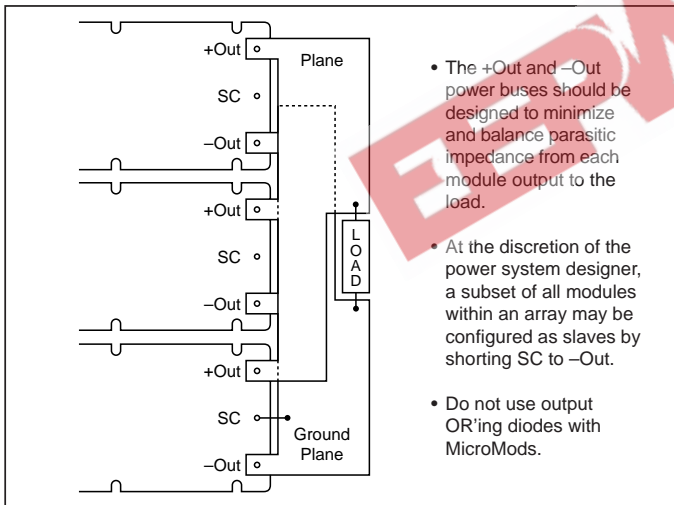 +Out
Plane
SC
–Out
+Out
SC
–Out
+Out
SC
Ground
Plane
–Out
LOAD
• The +Out and –Out
power buses should be
designed to minimize
and balance parasitic
impedance from each
module output to the
load.
• At the discretion of the
power system designer,
a subset of all modules
within an array may be
configured as slaves by
shorting SC to –Out.
• Do not use output
OR'ing diodes with
MicroMods.